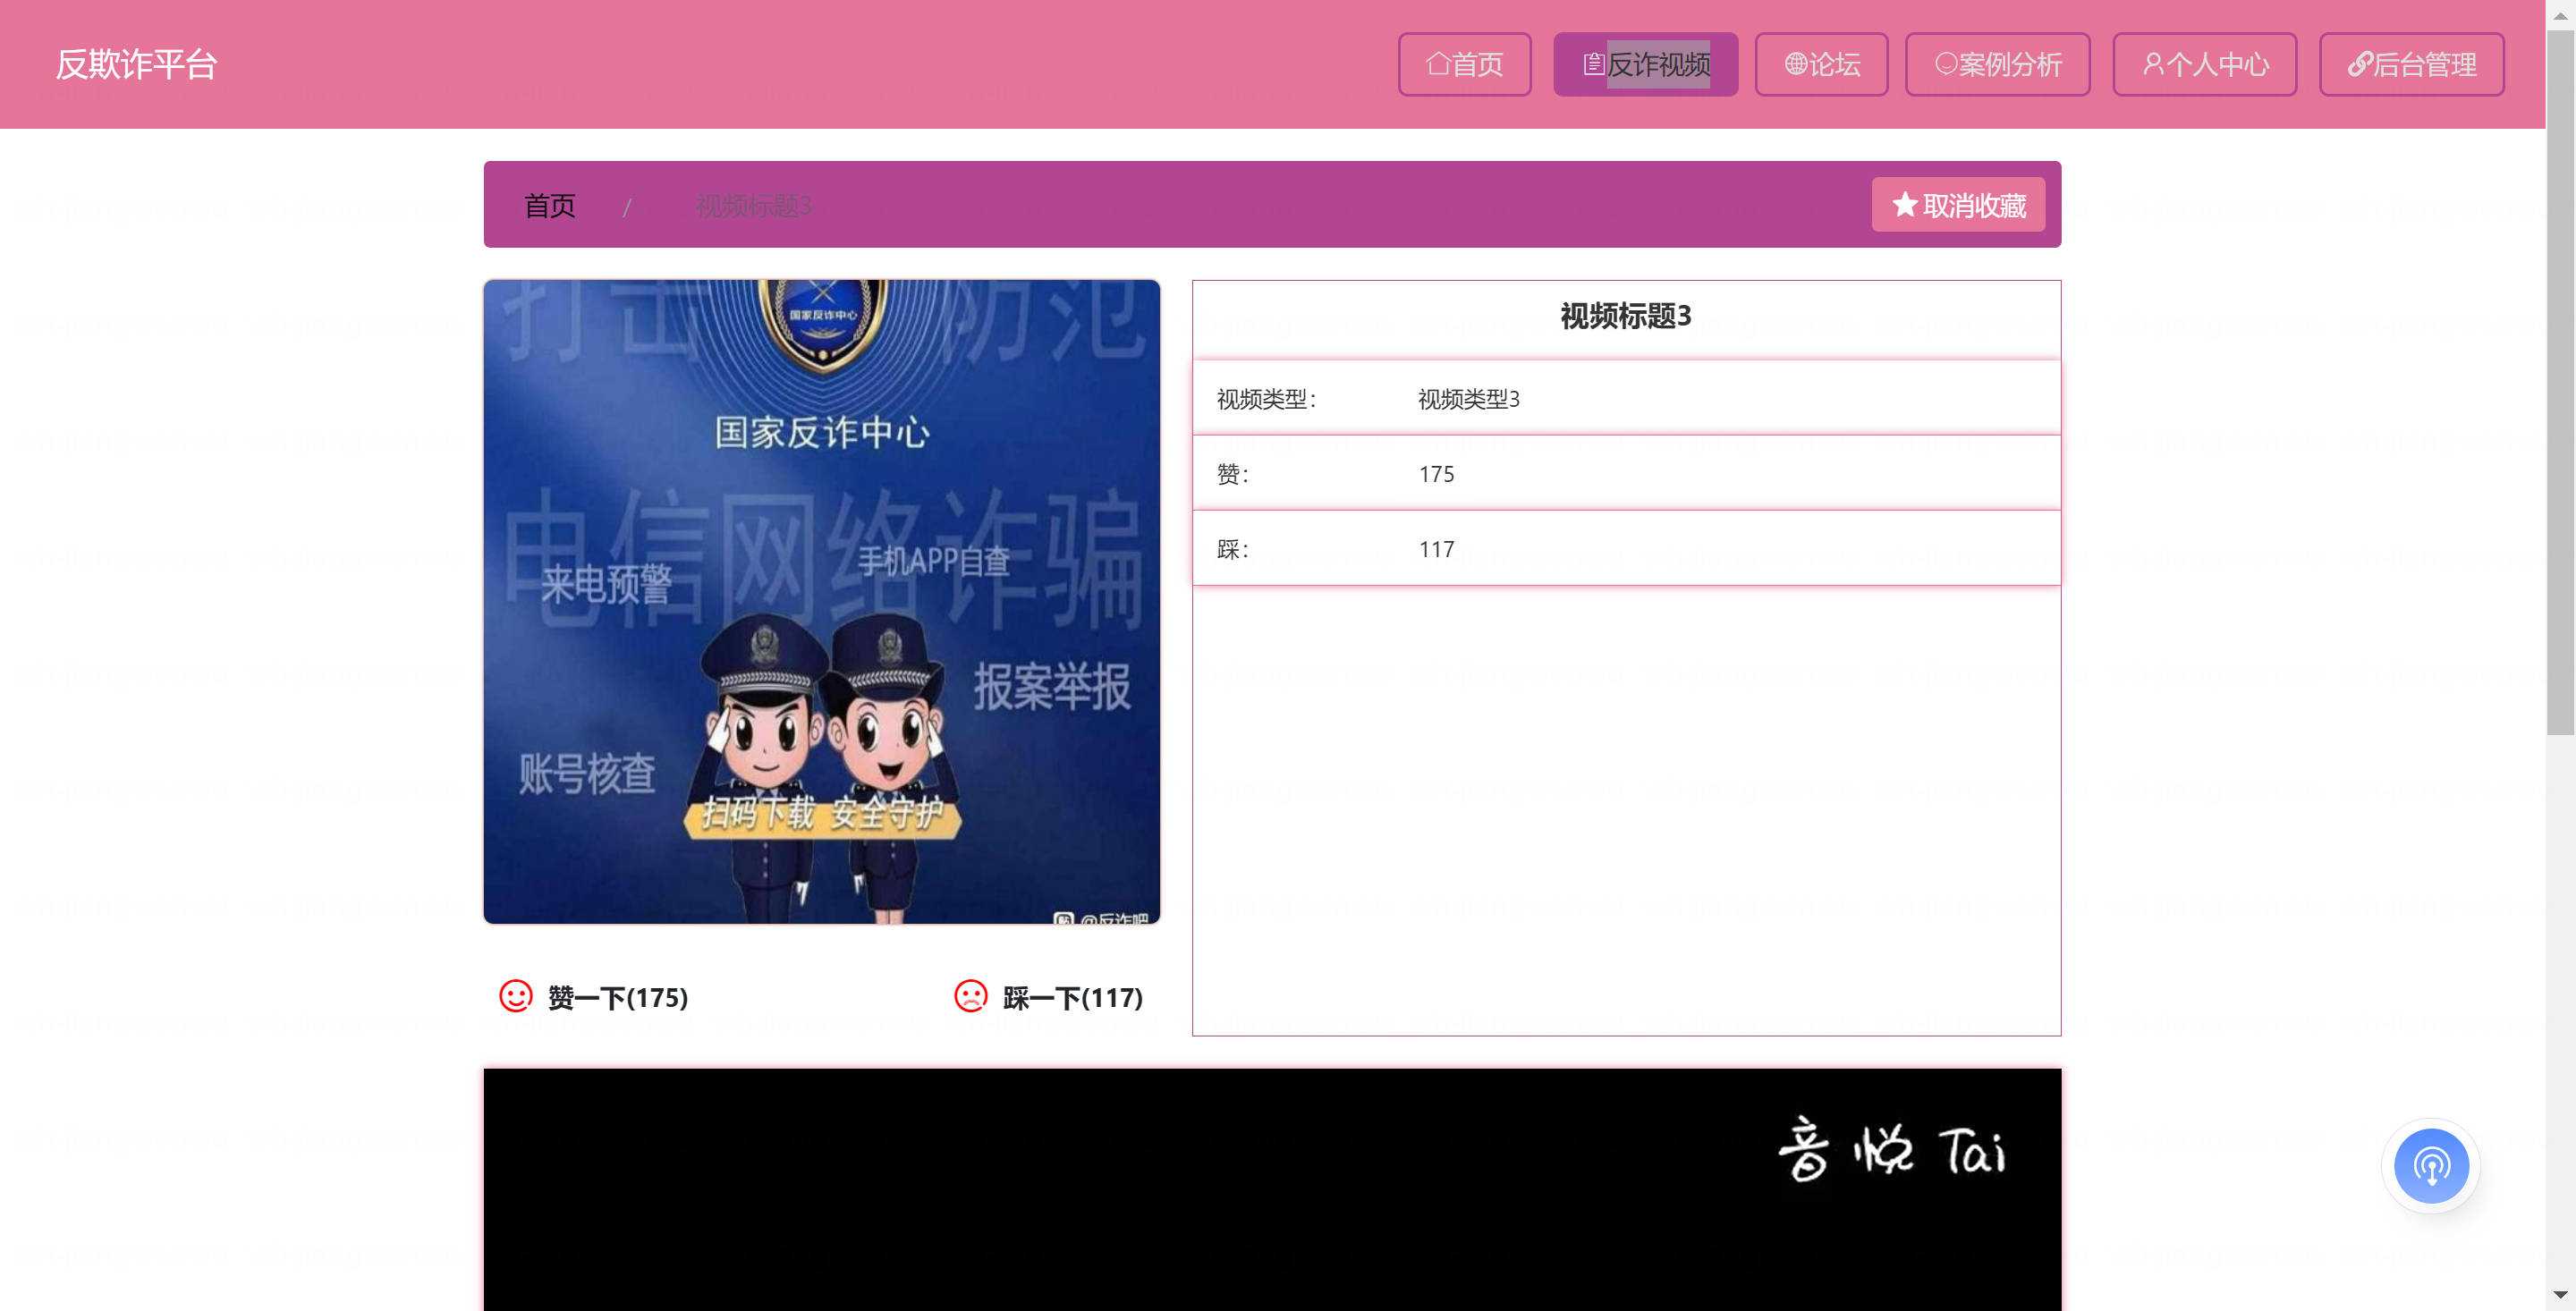 反欺诈平台
首页
反诈视频
论坛
案例分析
个人中心
后台管理
首页 / 视频标题3
取消收藏
打击 防范
国家反诈中心
国家反诈中心
电信网络诈骗
手机APP自查
来电预警
报案举报
账号核查
扫码下载 安全守护
@反诈吧
视频标题3
视频类型： 视频类型3
赞： 175
踩： 117
赞一下(175)
踩一下(117)
音悦Tai